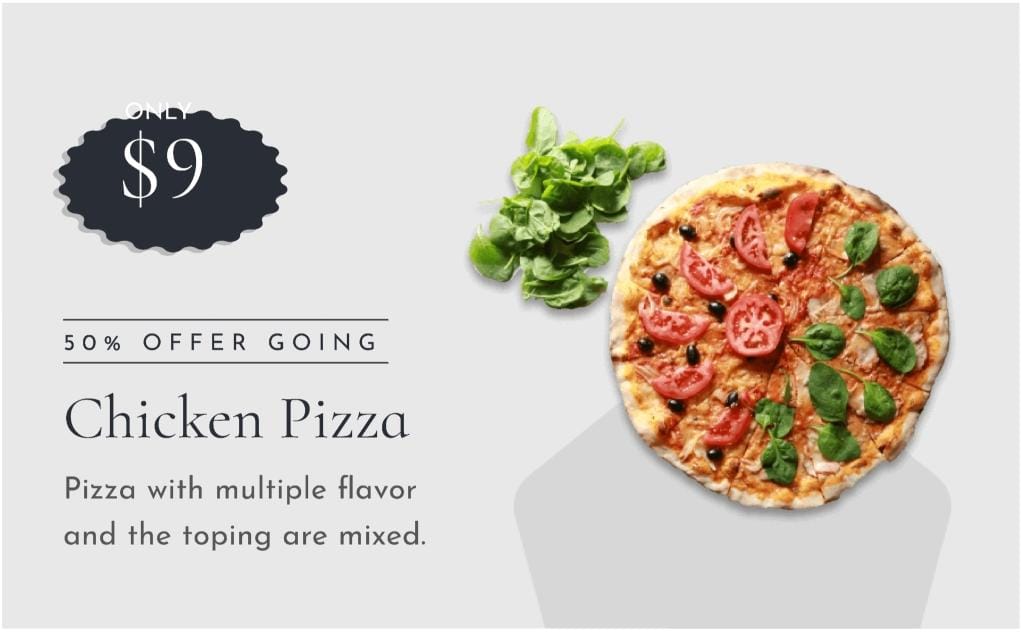 ONLY
$9
50% OFFER GOING
Chicken Pizza
Pizza with multiple flavor
and the toping are mixed.